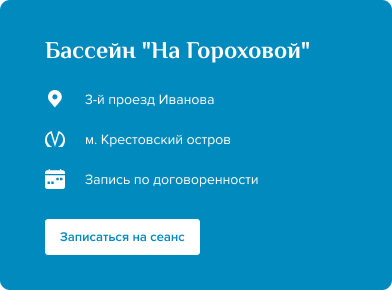 Бассейн "На Гороховой"
3-й проезд Иванова
м. Крестовский остров
Запись по договоренности
Записаться на сеанс